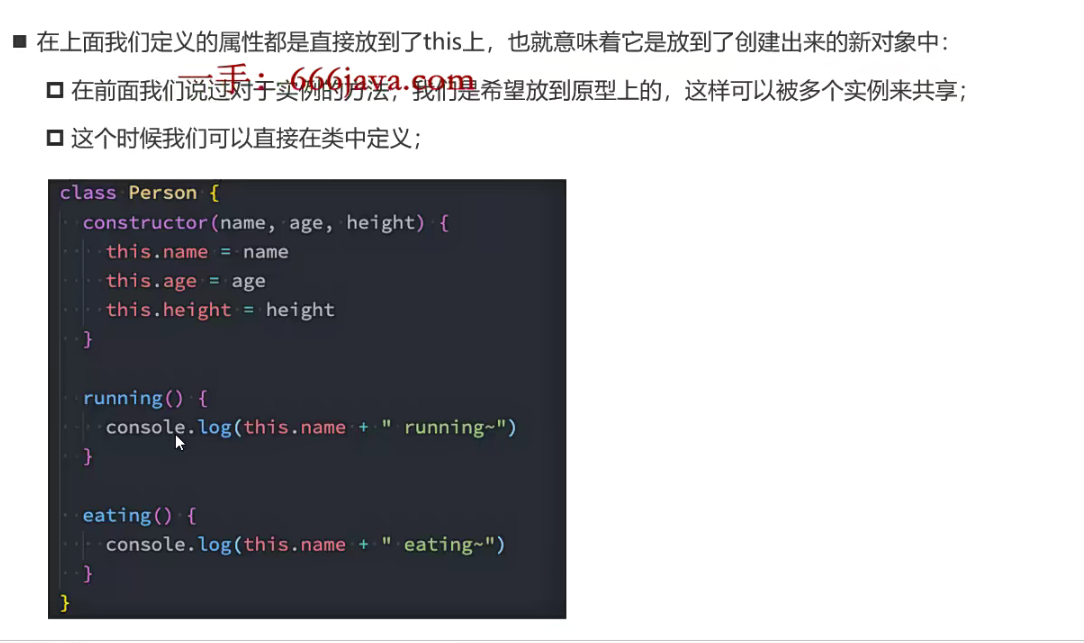 在上面我们定义的属性都是直接放到了this上，也就意味着它是放到了创建出来的新对象中：
一手：666java.com
在前面我们说过对于实例的方法，我们是希望放到原型上的，这样可以被多个实例来共享；
这个时候我们可以直接在类中定义；
class Person {
constructor(name, age, height) {
this.name = name
this.age = age
this.height = height
}
running() {
console.log(this.name + " running~")
}
eating() {
console.log(this.name + " eating~")
}
}